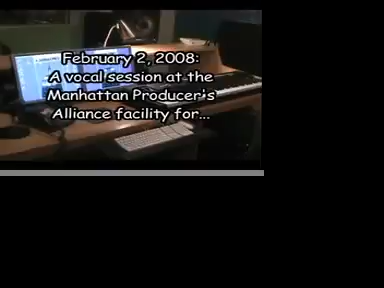 February 2, 2008:
A vocal session at the
Manhattan Producer's
Alliance facility for...